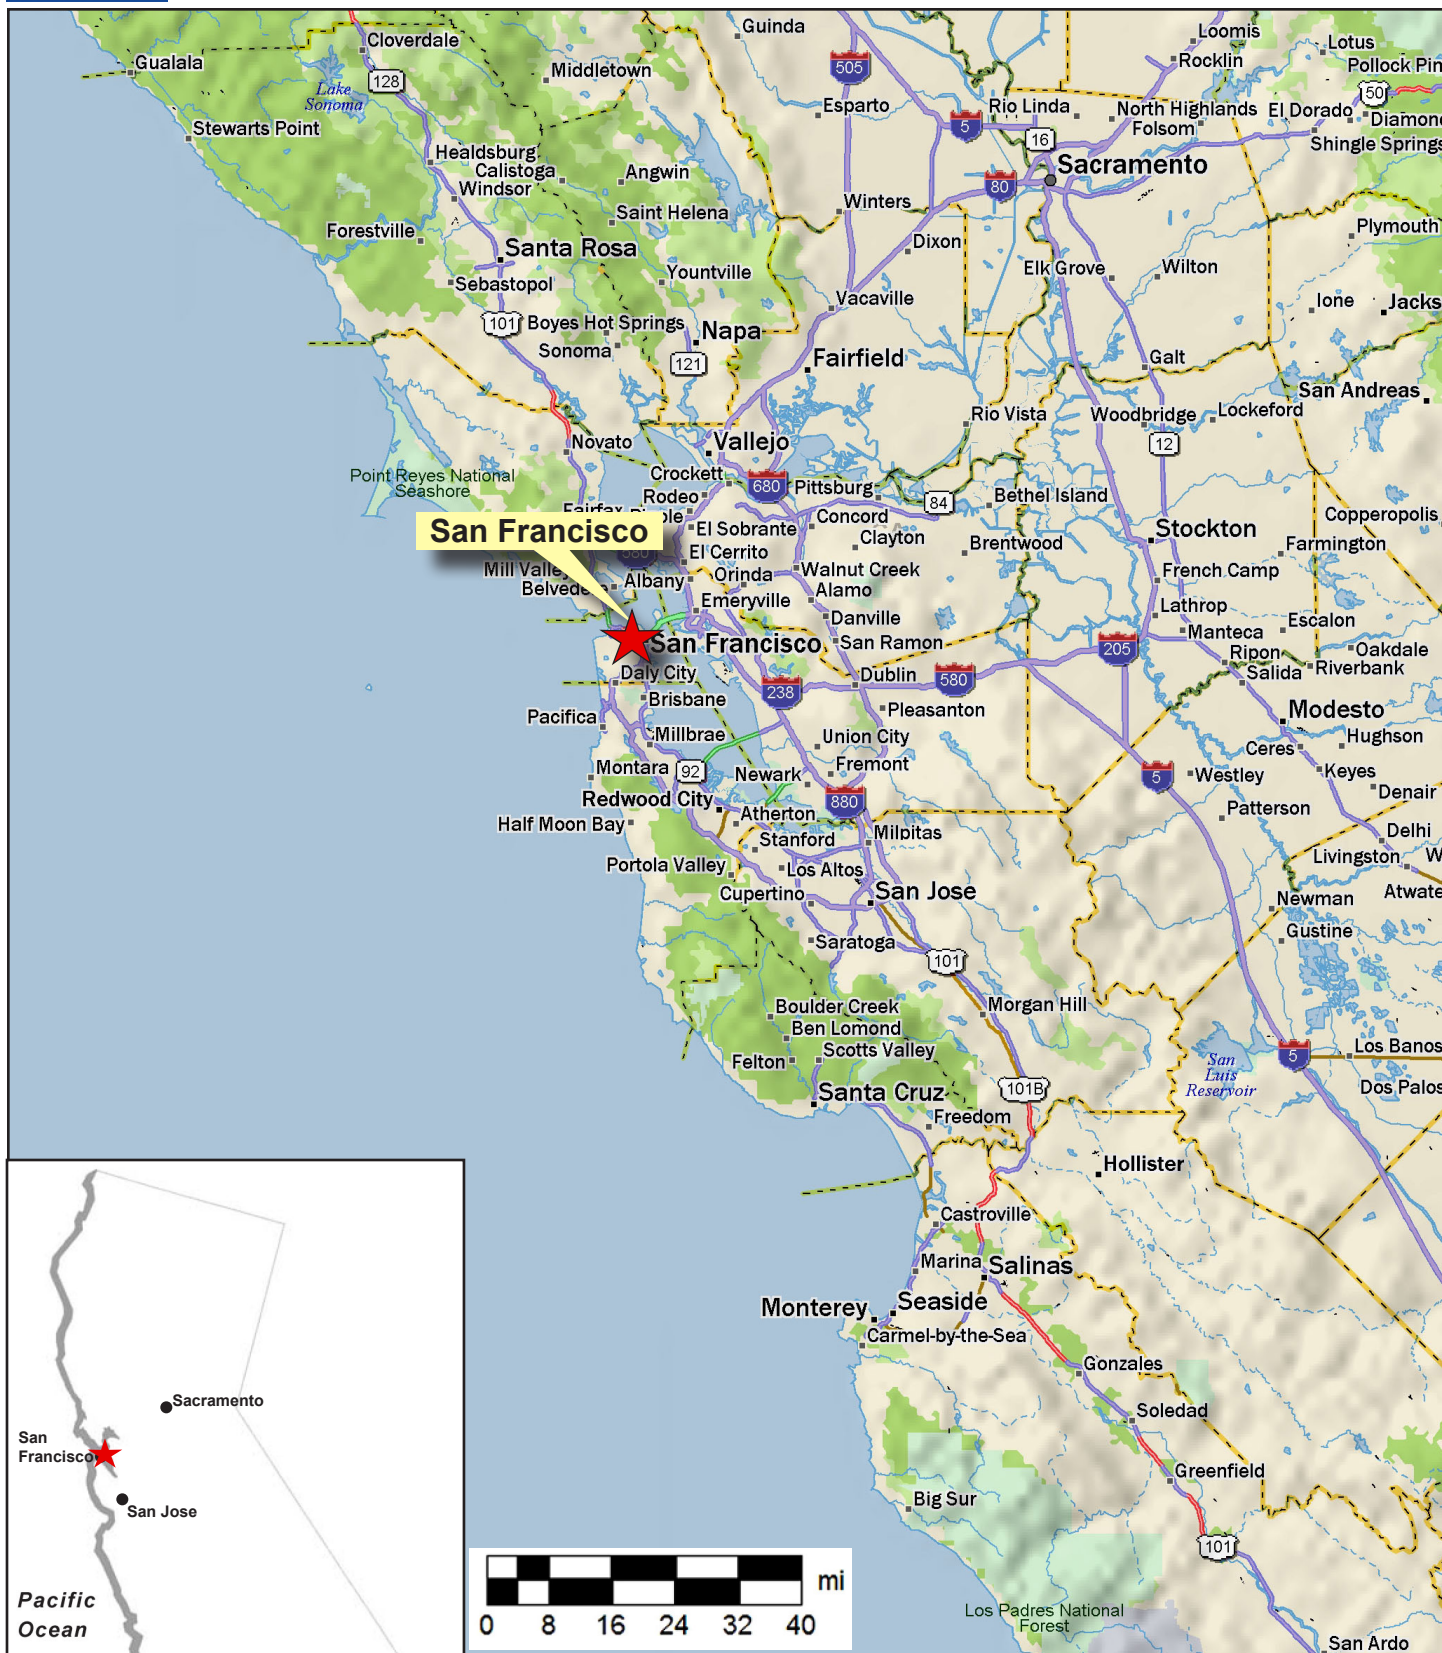 Guinda
Loomis
Lotus
Cloverdale
Rocklin
Gualala
Middletown
505
Pollock Pin
128
50
Lake
Sonoma
Esparto
Rio Linda
North Highlands
El Dorado
Diamond
Stewarts Point
5
16
Folsom
Shingle Springs
Healdsburg
Calistoga
Angwin
Sacramento
Windsor
80
Saint Helena
Winters
Forestville
Plymouth
Santa Rosa
Dixon
Yountville
Elk Grove
Wilton
Sebastopol
Vacaville
Ione
Jacks
101
Boyes Hot Springs
Napa
Sonoma
121
Fairfield
Galt
San Andreas
Rio Vista
Woodbridge
Lockeford
Novato
Vallejo
12
Point Reyes National
Seashore
Crockett
680
Pittsburg
Rodeo
84
Bethel Island
Fairfax
Concord
Copperopolis
San Francisco
El Sobrante
Clayton
Stockton
580
El Cerrito
Brentwood
Farmington
Mill Valley
Albany
Orinda
Walnut Creek
French Camp
Belvedere
Alamo
Emeryville
Lathrop
Danville
Escalon
San Francisco
San Ramon
205
Manteca
Oakdale
Ripon
Daly City
Dublin
580
Salida
Riverbank
238
Brisbane
Pleasanton
Modesto
Pacifica
Millbrae
Union City
Ceres
Hughson
Montara
92
Newark
Fremont
5
Westley
Keyes
Redwood City
880
Denair
Half Moon Bay
Atherton
Patterson
Stanford
Milpitas
Delhi
Portola Valley
Los Altos
Livingston
W
Cupertino
San Jose
Newman
Atwate
Saratoga
Gustine
101
Boulder Creek
Morgan Hill
Ben Lomond
Felton
Scotts Valley
San
Luis
Reservoir
5
Los Banos
Santa Cruz
101B
Dos Palos
Freedom
Hollister
Castroville
Marina
Salinas
Monterey
Seaside
Carmel-by-the-Sea
Gonzales
Soledad
Greenfield
Big Sur
101
Los Padres National
Forest
San Ardo
Sacramento
San
Francisco
San Jose
Pacific
Ocean
mi
0 8 16 24 32 40